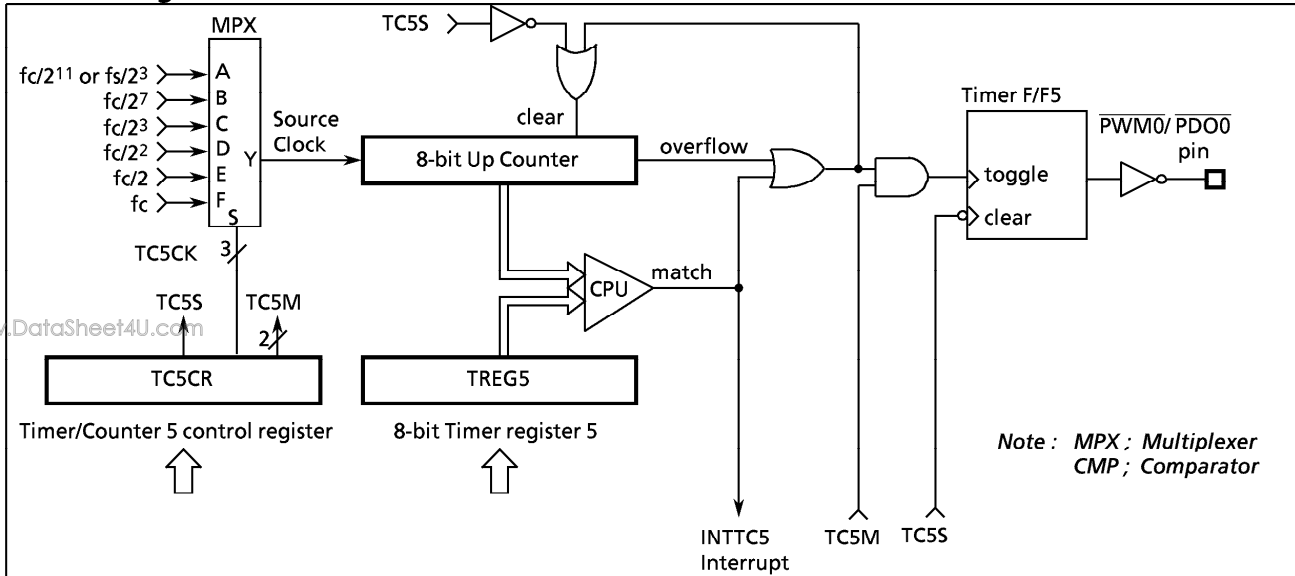 MPX
TC5S
fc/2¹¹ or fs/2³
A
fc/2⁷
B
fc/2³
C
fc/2²
D
fc/2
E
fc
F
Y
S
Source
Clock
clear
8-bit Up Counter
overflow
Timer F/F5
toggle
clear
PWM0/ PDO0
pin
TC5CK
3
match
CPU
TC5S
TC5M
2
.DataSheet4U.com
TC5CR
TREG5
Timer/Counter 5 control register
8-bit Timer register 5
Note : MPX ; Multiplexer
CMP ; Comparator
INTTC5
Interrupt
TC5M
TC5S